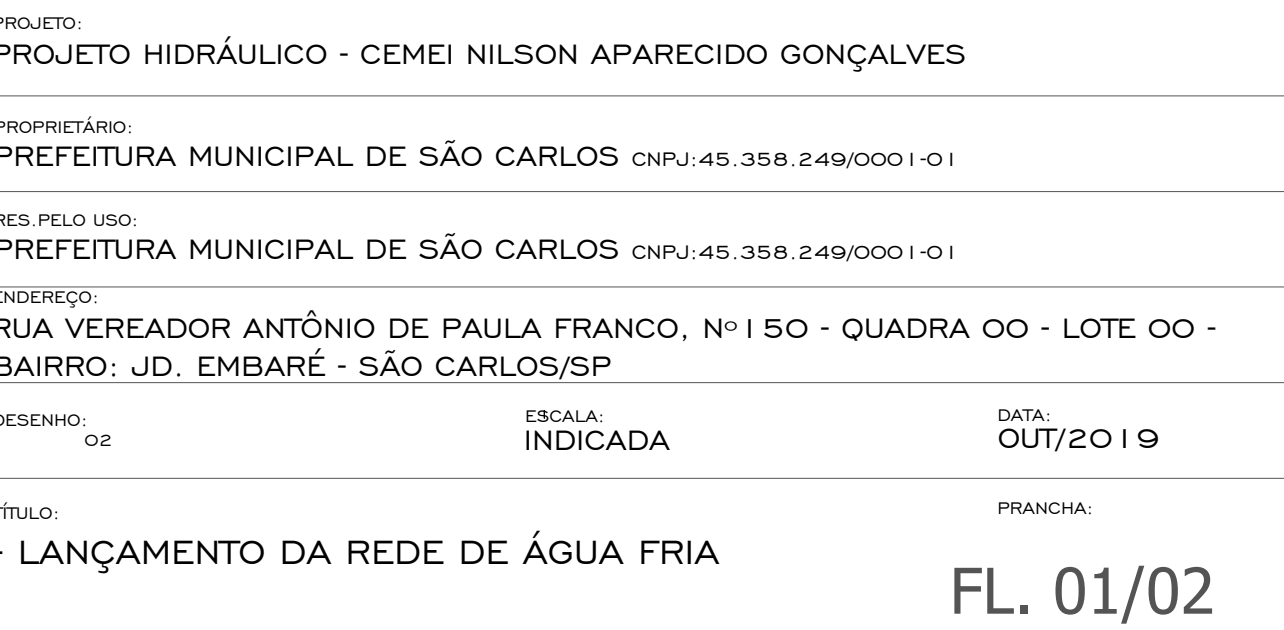 PROJETO:
PROJETO HIDRÁULICO - CEMEI NILSON APARECIDO GONÇALVES
PROPRIETÁRIO:
PREFEITURA MUNICIPAL DE SÃO CARLOS CNPJ:45.358.249/0001-01
RES.PELO USO:
PREFEITURA MUNICIPAL DE SÃO CARLOS CNPJ:45.358.249/0001-01
ENDEREÇO:
RUA VEREADOR ANTÔNIO DE PAULA FRANCO, Nº150 - QUADRA 00 - LOTE 00 -
BAIRRO: JD. EMBARÉ - SÃO CARLOS/SP
DESENHO: ESCALA: DATA:
02 INDICADA OUT/2019
TÍTULO: PRANCHA:
- LANÇAMENTO DA REDE DE ÁGUA FRIA
FL. 01/02